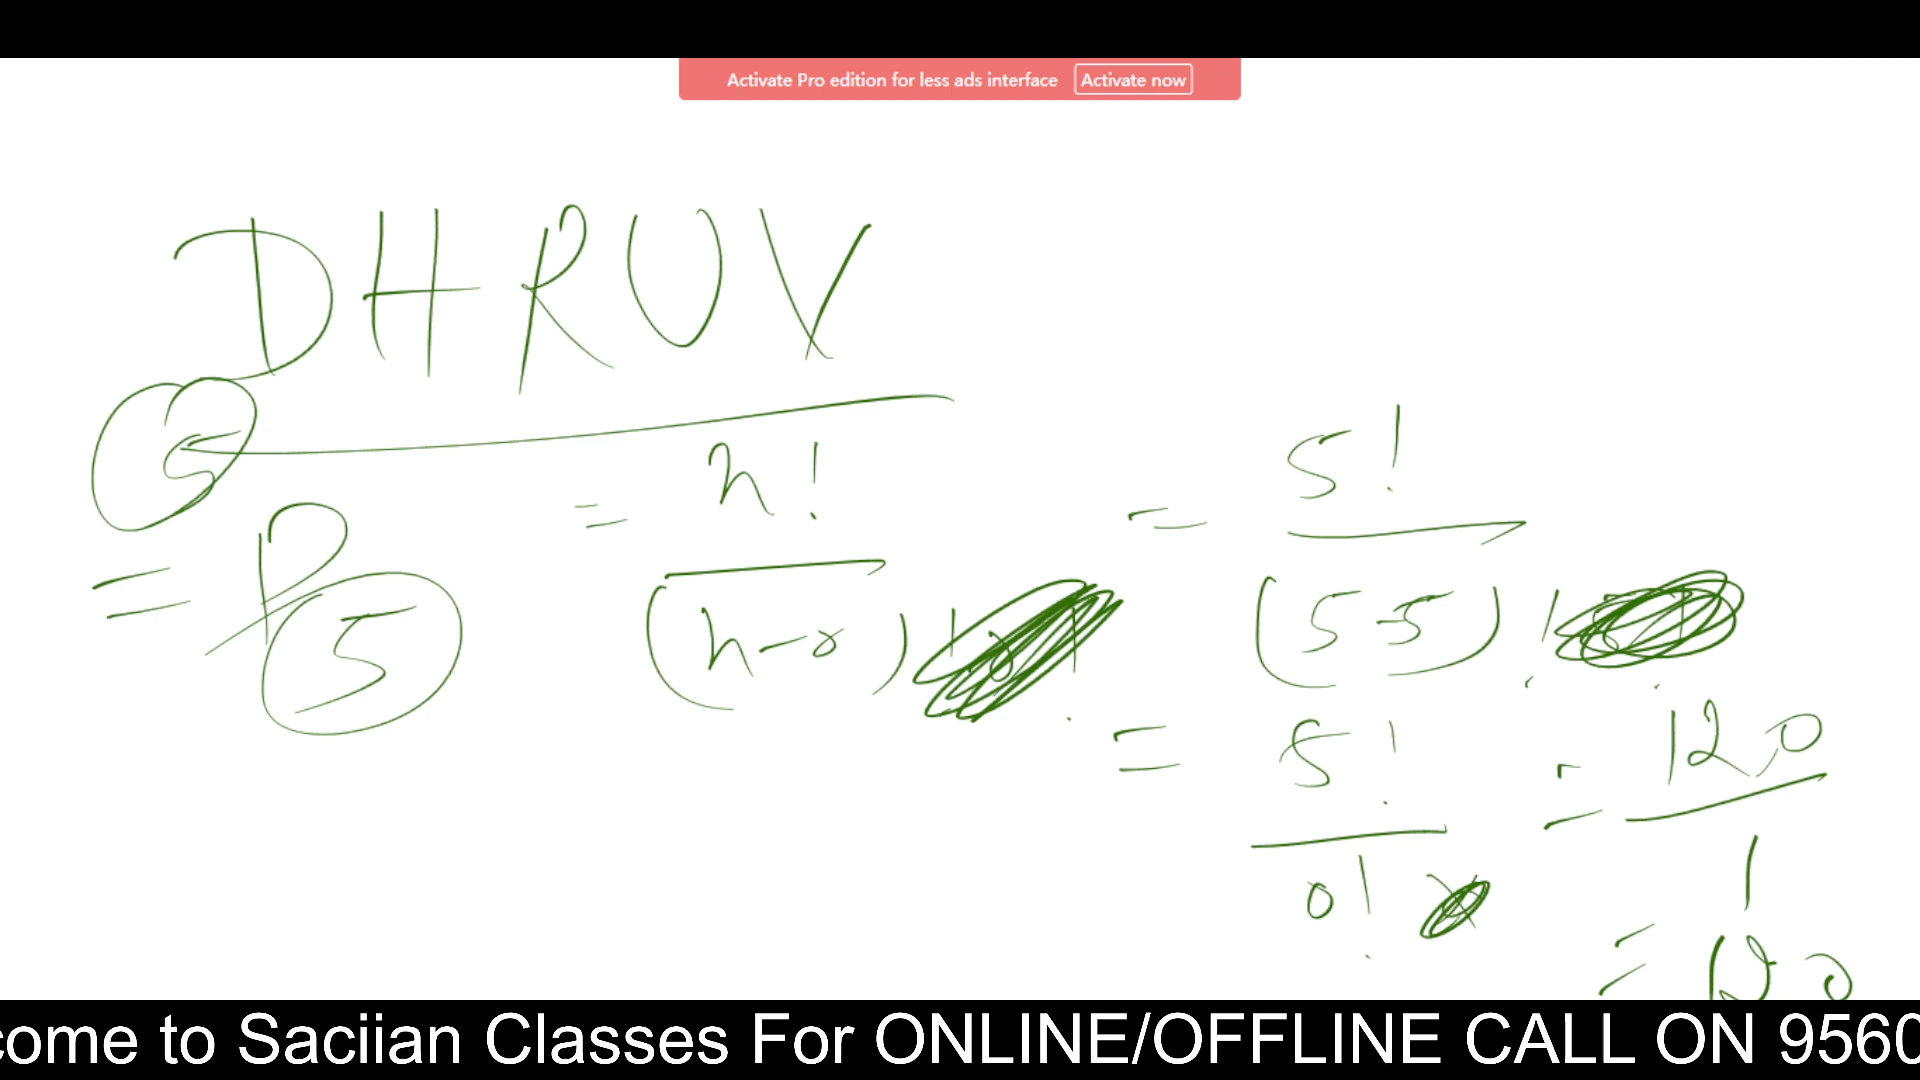 Activate Pro edition for less ads interface Activate now
DHRUV
5
= P 5 = n! / (n-r)! = 5! / (5-5)!
= 5! / 0! = 120 / 1
= 120
come to Saciian Classes For ONLINE/OFFLINE CALL ON 9560